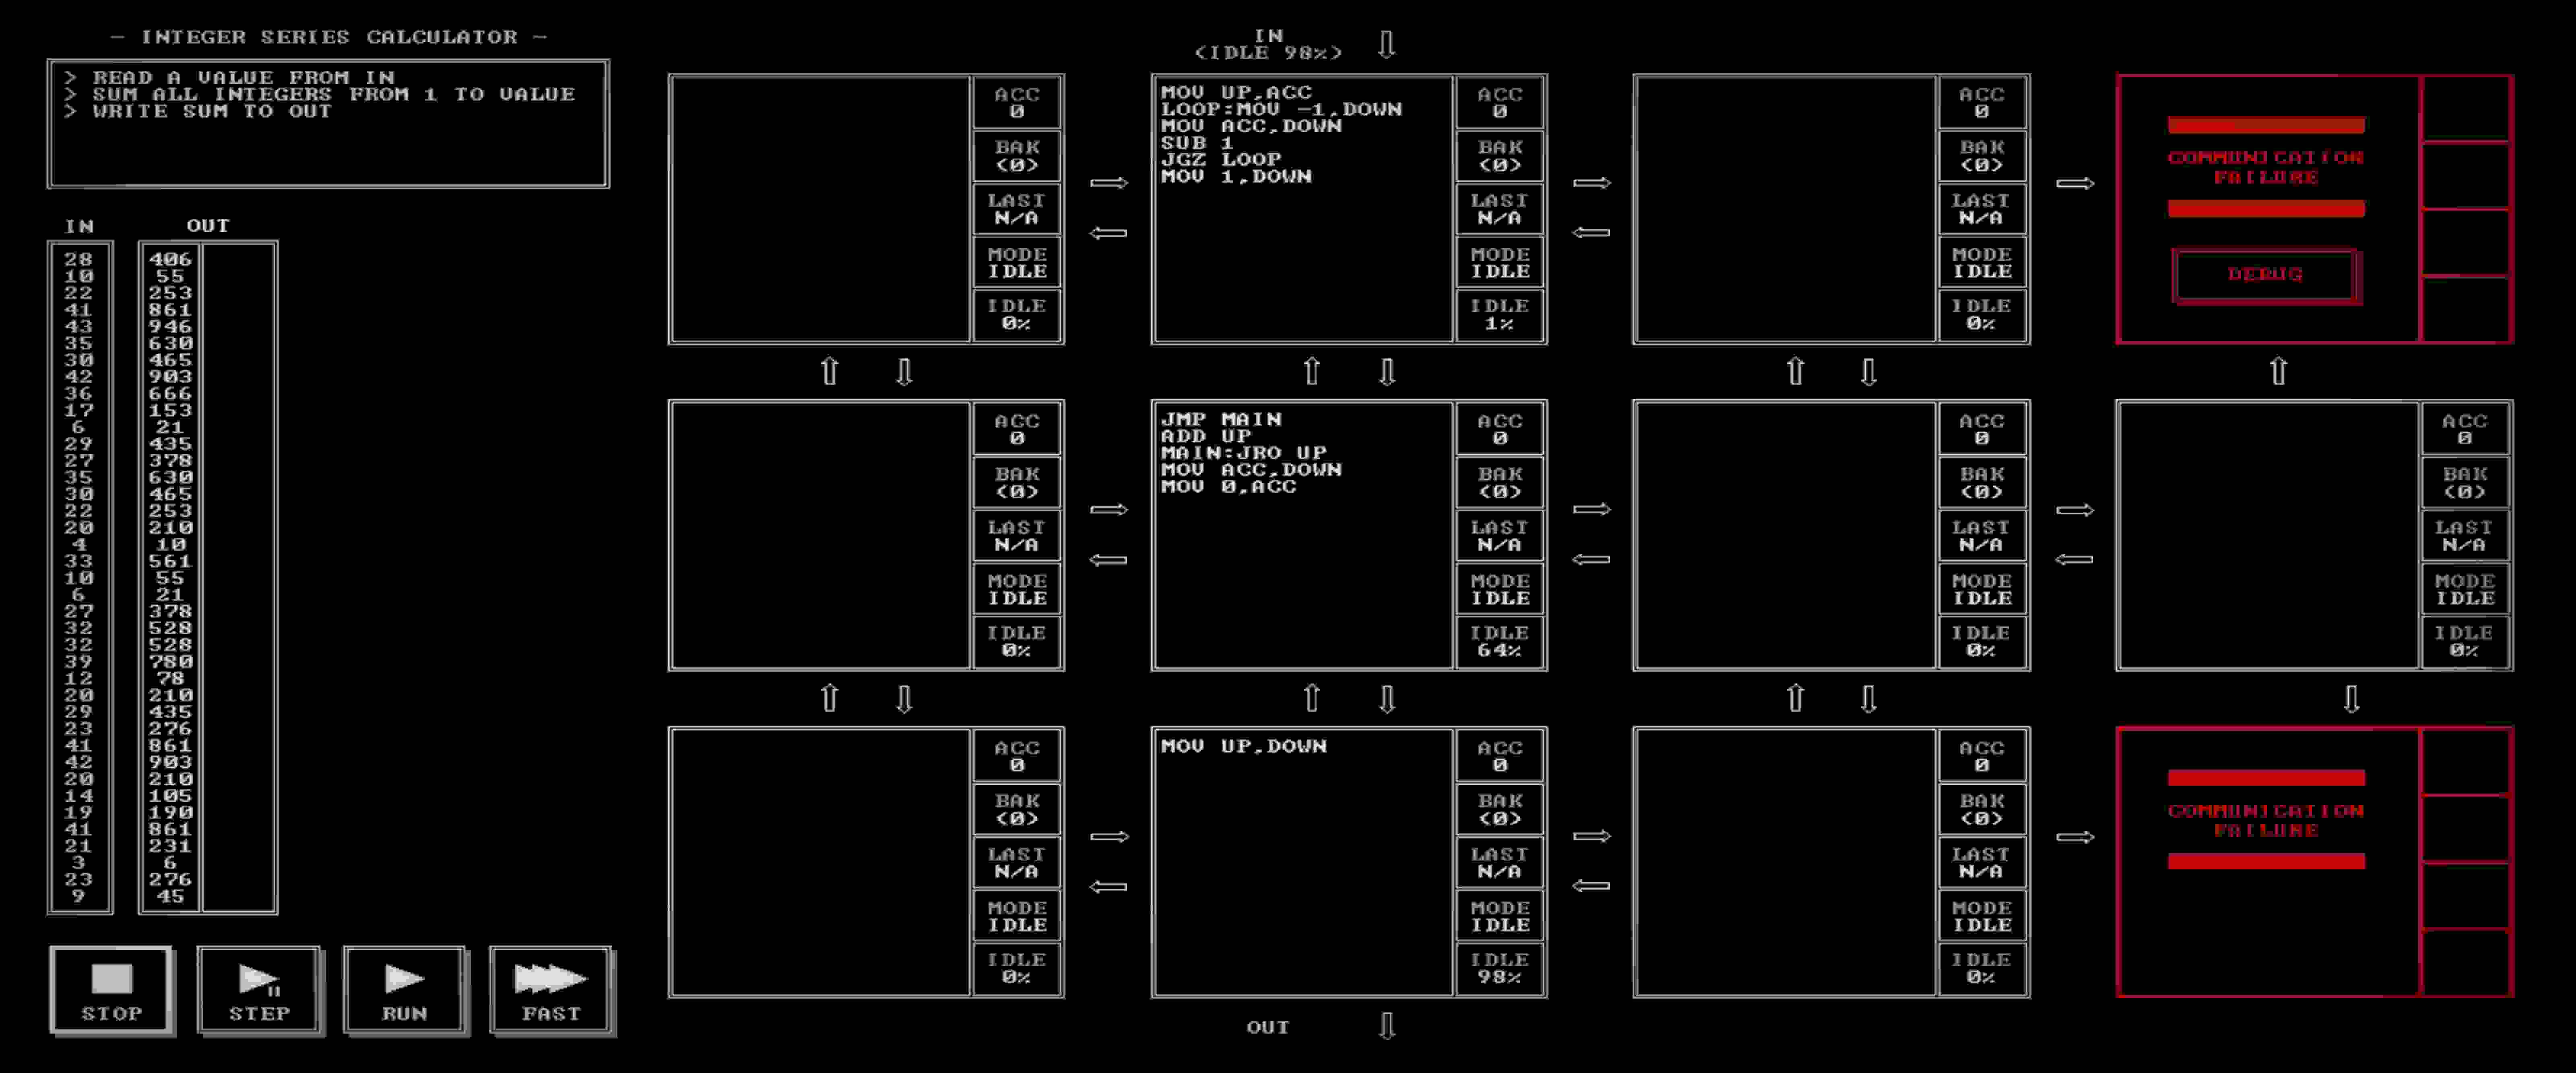 - INTEGER SERIES CALCULATOR -
> READ A VALUE FROM IN
> SUM ALL INTEGERS FROM 1 TO VALUE
> WRITE SUM TO OUT
IN OUT
28 406
10 55
22 253
41 861
43 946
35 630
30 465
42 903
36 666
17 153
6 21
29 435
27 378
35 630
30 465
22 253
20 210
4 10
33 561
10 55
6 21
27 378
32 528
32 528
39 780
12 78
20 210
29 435
23 276
41 861
42 903
20 210
14 105
19 190
41 861
21 231
3 6
23 276
9 45
STOP
STEP
RUN
FAST
IN
(IDLE 98%)
ACC
0
BAK
(0)
LAST
N/A
MODE
IDLE
IDLE
0%
MOV UP,ACC
LOOP:MOV -1,DOWN
MOV ACC,DOWN
SUB 1
JGZ LOOP
MOV 1,DOWN
ACC
0
BAK
(0)
LAST
N/A
MODE
IDLE
IDLE
1%
ACC
0
BAK
(0)
LAST
N/A
MODE
IDLE
IDLE
0%
COMMUNICATION
FAILURE
DEBUG
ACC
0
BAK
(0)
LAST
N/A
MODE
IDLE
IDLE
0%
JMP MAIN
ADD UP
MAIN:JRO UP
MOV ACC,DOWN
MOV 0,ACC
ACC
0
BAK
(0)
LAST
N/A
MODE
IDLE
IDLE
64%
ACC
0
BAK
(0)
LAST
N/A
MODE
IDLE
IDLE
0%
ACC
0
BAK
(0)
LAST
N/A
MODE
IDLE
IDLE
0%
ACC
0
BAK
(0)
LAST
N/A
MODE
IDLE
IDLE
0%
MOV UP,DOWN
ACC
0
BAK
(0)
LAST
N/A
MODE
IDLE
IDLE
98%
ACC
0
BAK
(0)
LAST
N/A
MODE
IDLE
IDLE
0%
COMMUNICATION
FAILURE
OUT